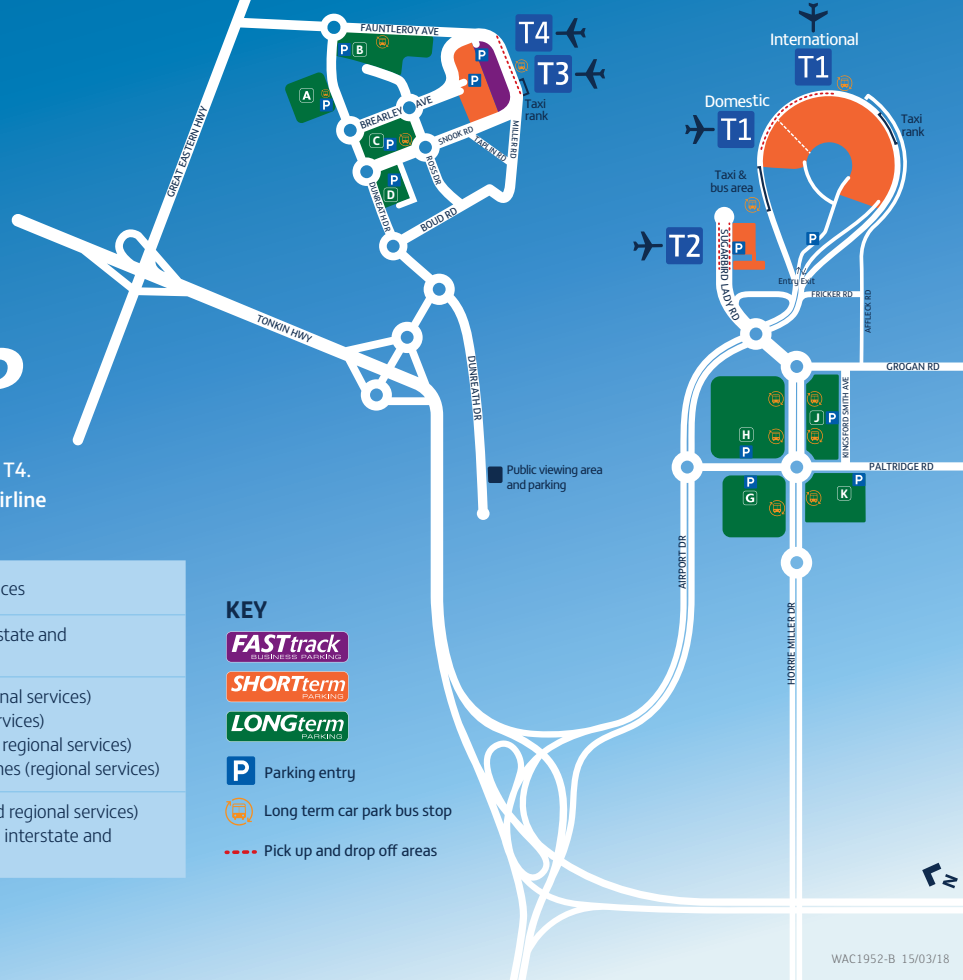 FAUNTLEROY AVE
T4
T3
Taxi
rank
P B
A
P
P
P
BREARLEY AVE
C P
SNOOK RD
MILLER RD
ROSS DR
P
D
DUNREATH DR
BOUD RD
GREAT EASTERN HWY
TONKIN HWY
DUNREATH DR
Public viewing area
and parking
International
T1
Domestic
T1
Taxi
rank
Taxi &
bus area
T2
P
P
SUGARBIRD LADY RD
Entry Exit
FRICKER RD
AFFLECK RD
GROGAN RD
KINGSFORD SMITH AVE
H
P
J P
PALTRIDGE RD
P
G
P
K
AIRPORT DR
HORRIE MILLER DR
T4.
irline
ces
state and
nal services)
rvices)
regional services)
nes (regional services)
d regional services)
interstate and
KEY
FASTtrack
BUSINESS PARKING
SHORTterm
PARKING
LONGterm
PARKING
P Parking entry
Long term car park bus stop
Pick up and drop off areas
N
WAC1952-B 15/03/18